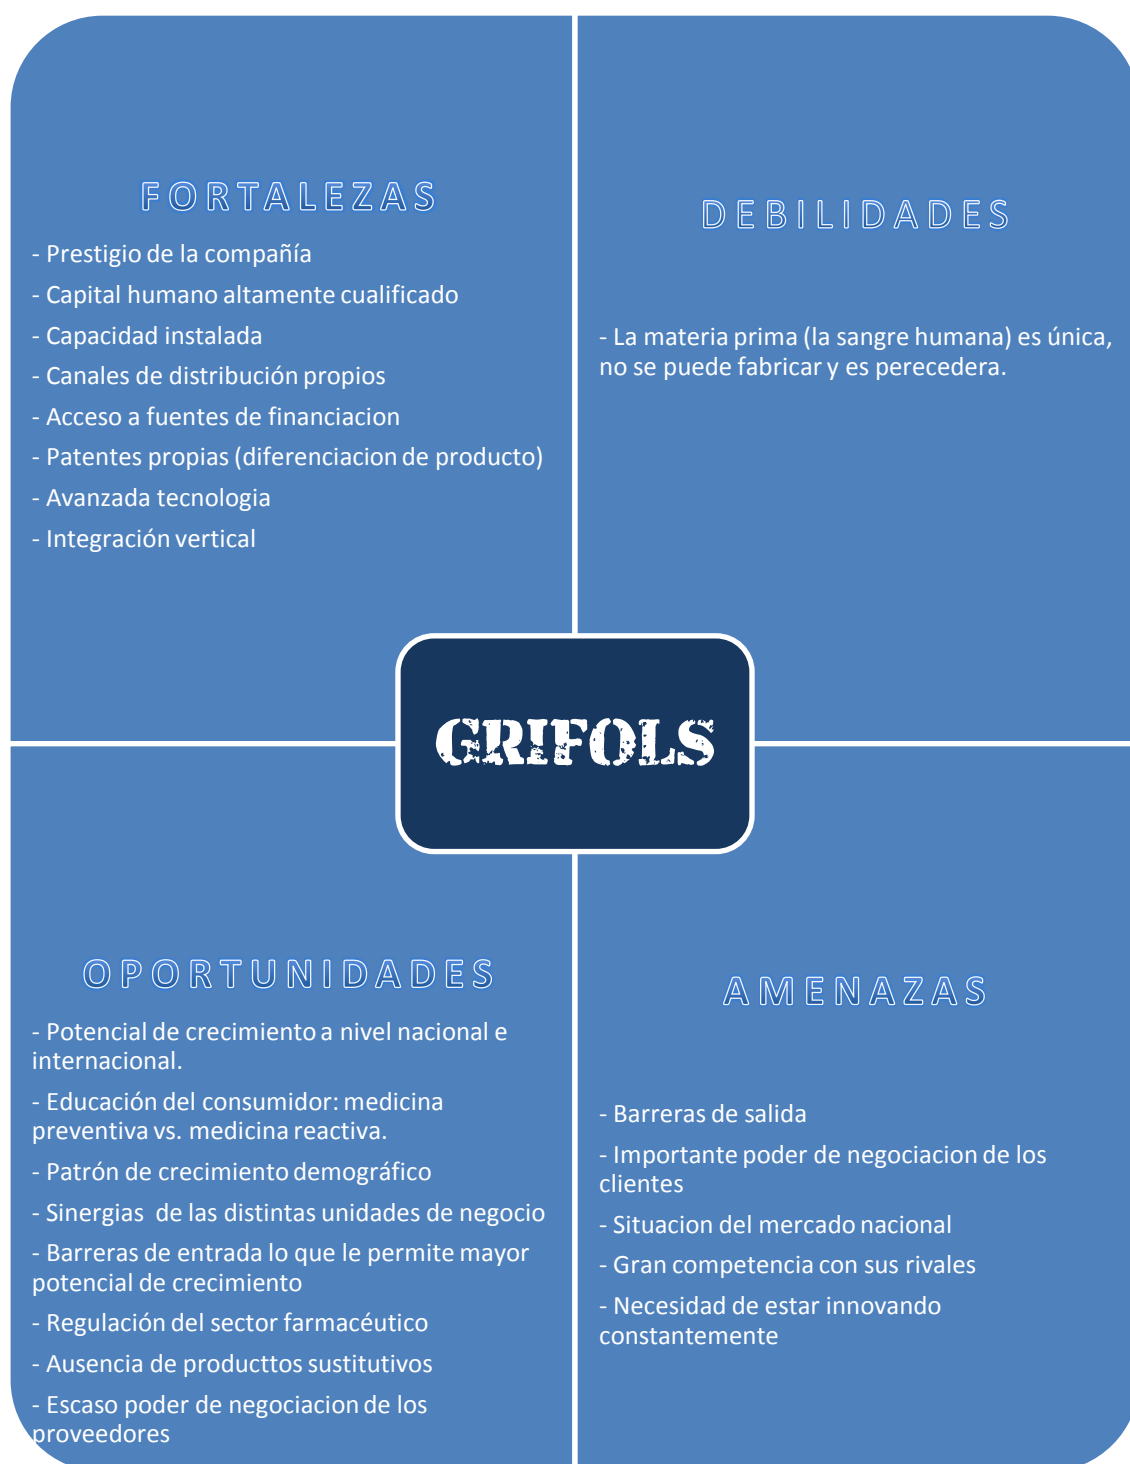 FORTALEZAS
- Prestigio de la compañía
- Capital humano altamente cualificado
- Capacidad instalada
- Canales de distribución propios
- Acceso a fuentes de financiacion
- Patentes propias (diferenciacion de producto)
- Avanzada tecnologia
- Integración vertical
DEBILIDADES
- La materia prima (la sangre humana) es única,
no se puede fabricar y es perecedera.
GRIFOLS
OPORTUNIDADES
- Potencial de crecimiento a nivel nacional e
internacional.
- Educación del consumidor: medicina
preventiva vs. medicina reactiva.
- Patrón de crecimiento demográfico
- Sinergias  de las distintas unidades de negocio
- Barreras de entrada lo que le permite mayor
potencial de crecimiento
- Regulación del sector farmacéutico
- Ausencia de producttos sustitutivos
- Escaso poder de negociacion de los
proveedores
AMENAZAS
- Barreras de salida
- Importante poder de negociacion de los
clientes
- Situacion del mercado nacional
- Gran competencia con sus rivales
- Necesidad de estar innovando
constantemente